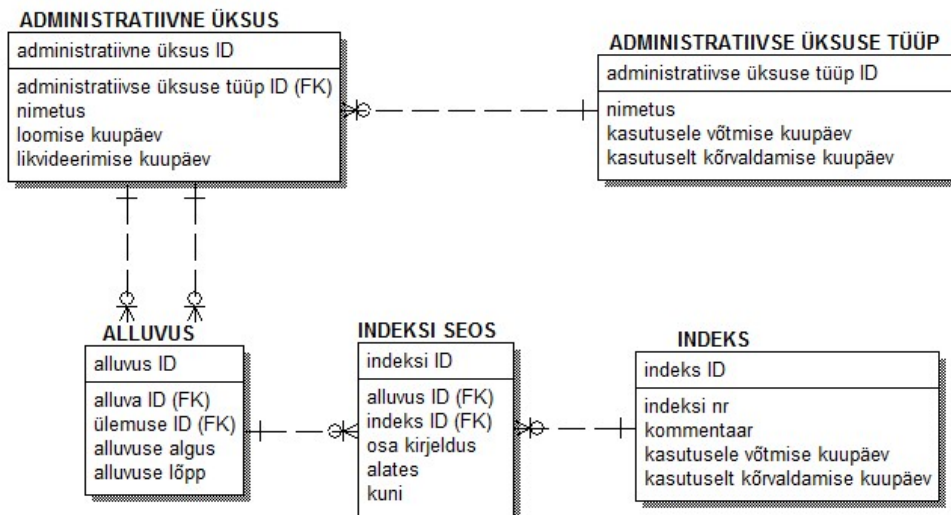 ADMINISTRATIIVNE ÜKSUS
administratiivne üksus ID
administratiivse üksuse tüüp ID (FK)
nimetus
loomise kuupäev
likvideerimise kuupäev
ADMINISTRATIIVSE ÜKSUSE TÜÜP
administratiivse üksuse tüüp ID
nimetus
kasutusele võtmise kuupäev
kasutuselt kõrvaldamise kuupäev
ALLUVUS
alluvus ID
alluva ID (FK)
ülemuse ID (FK)
alluvuse algus
alluvuse lõpp
INDEKSI SEOS
indeksi ID
alluvus ID (FK)
indeks ID (FK)
osa kirjeldus
alates
kuni
INDEKS
indeks ID
indeksi nr
kommentaar
kasutusele võtmise kuupäev
kasutuselt kõrvaldamise kuupäev